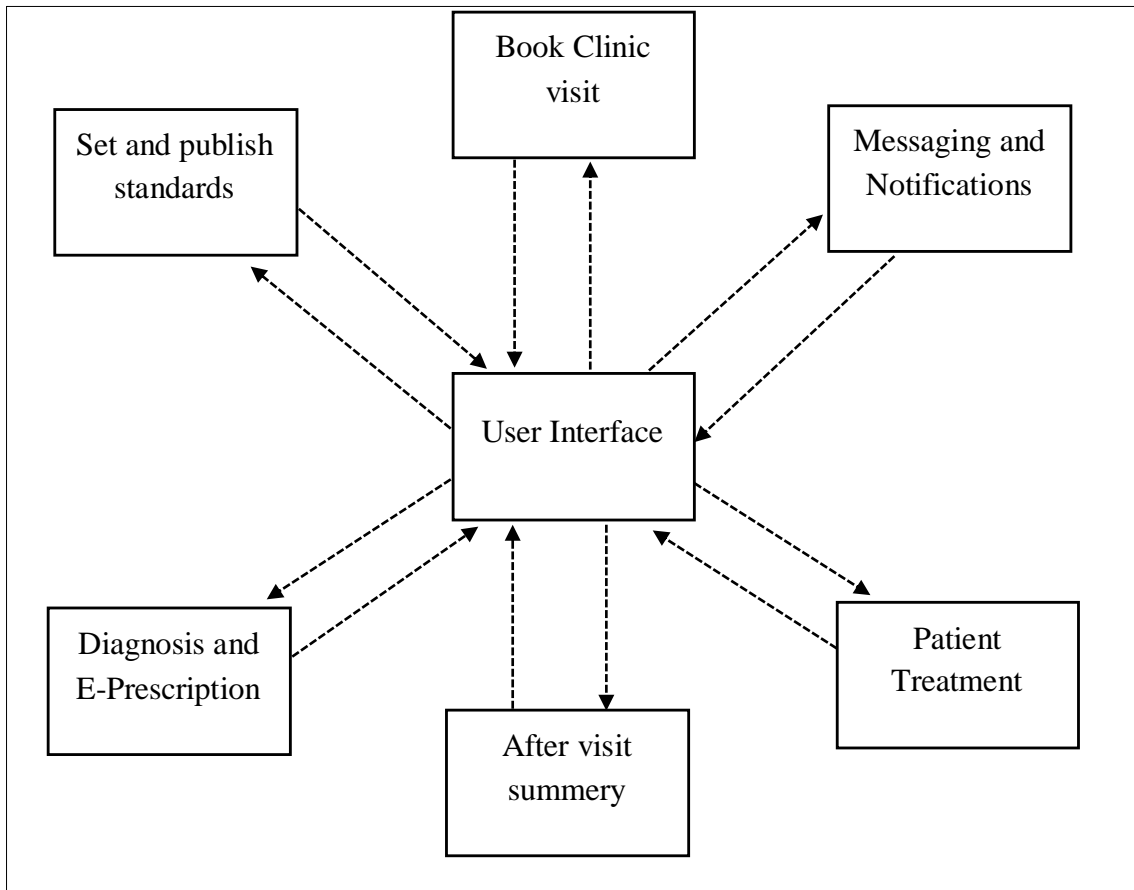 Book Clinic
visit
Set and publish
standards
Messaging and
Notifications
User Interface
Diagnosis and
E-Prescription
Patient
Treatment
After visit
summery